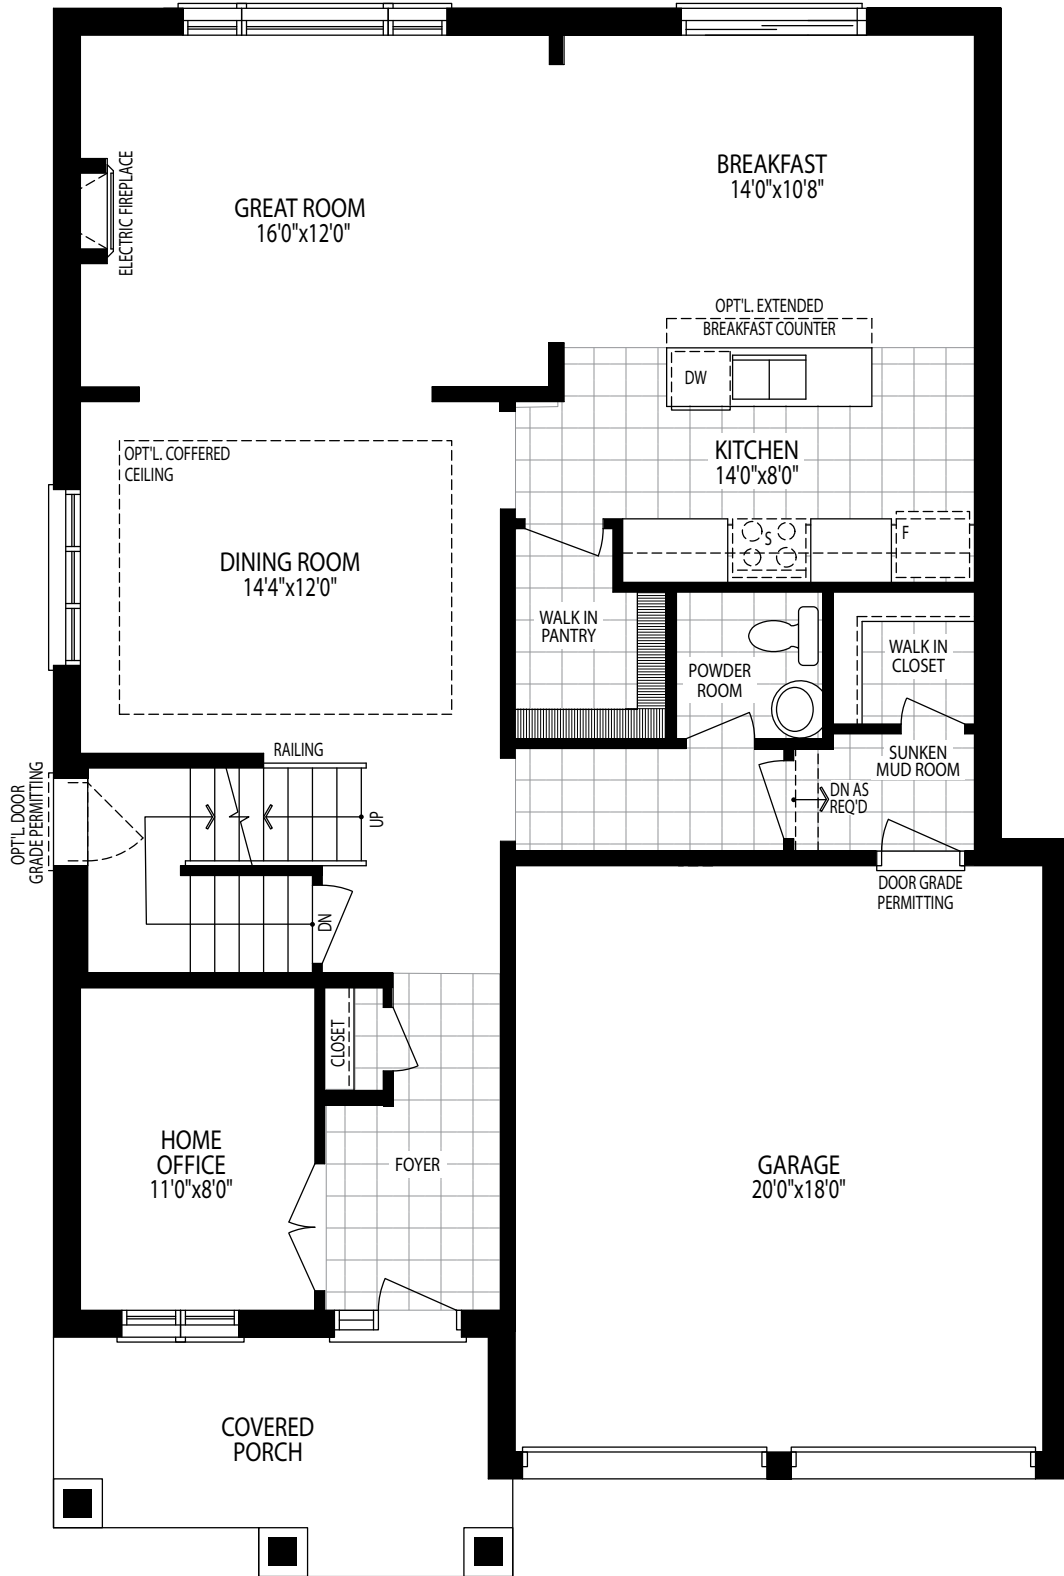 BREAKFAST
14'0"x10'8"
ELECTRIC FIREPLACE
GREAT ROOM
16'0"x12'0"
OPT'L. EXTENDED
BREAKFAST COUNTER
DW
OPT'L. COFFERED
CEILING
KITCHEN
14'0"x8'0"
S
F
DINING ROOM
14'4"x12'0"
WALK IN
PANTRY
POWDER
ROOM
WALK IN
CLOSET
RAILING
SUNKEN
MUD ROOM
OPT'L. DOOR
GRADE PERMITTING
UP
DN AS
REQ'D
DN
DOOR GRADE
PERMITTING
CLOSET
HOME
OFFICE
11'0"x8'0"
FOYER
GARAGE
20'0"x18'0"
COVERED
PORCH